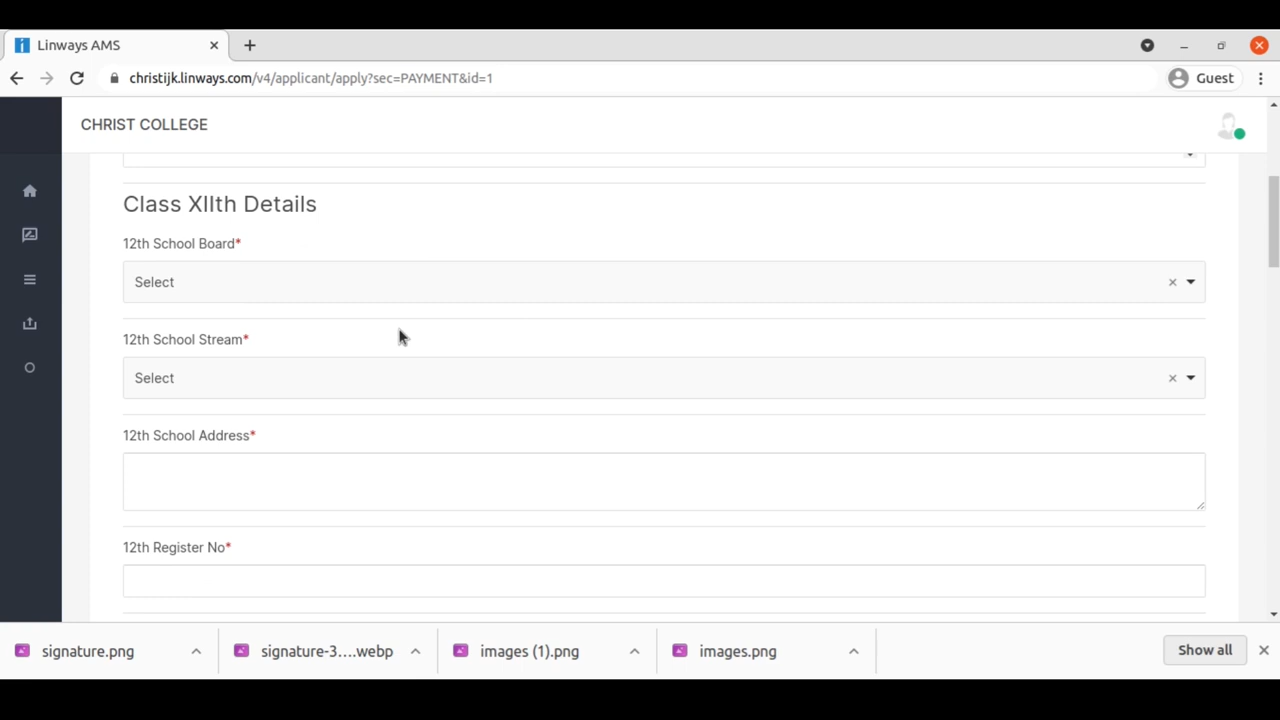 Linways AMS
christijk.linways.com/v4/applicant/apply?sec=PAYMENT&id=1
Guest
CHRIST COLLEGE
Class XIIth Details
12th School Board*
Select
12th School Stream*
Select
12th School Address*
12th Register No*
signature.png
signature-3....webp
images (1).png
images.png
Show all